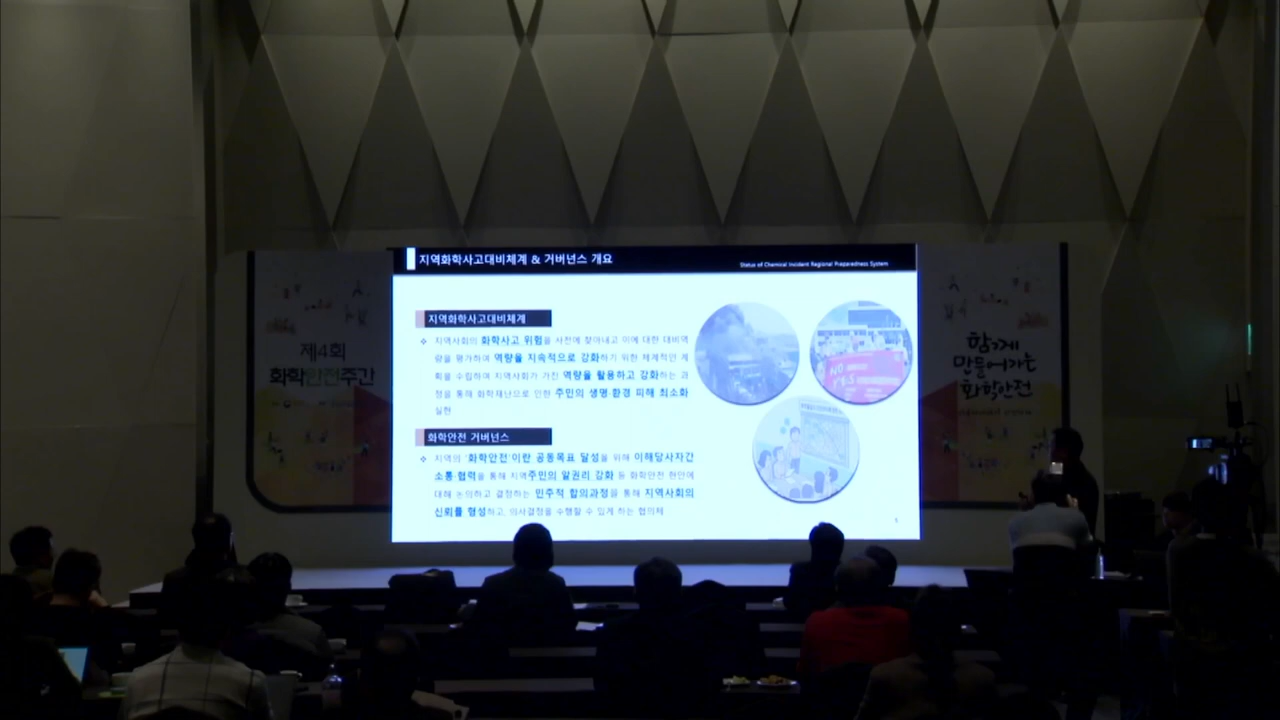 지역화학사고대비체계 & 거버넌스 개요
Status of Chemical Incident Regional Preparedness System
지역화학사고대비체계
❖ 지역사회의 화학사고 위험을 사전에 찾아내고 이에 대한 대비역
량을 평가하여 역량을 지속적으로 강화하기 위한 체계적인 계
획을 수립하며 지역사회가 가진 역량을 활용하고 강화하는 과
정을 통해 화학재난으로 인한 주민의 생명·환경 피해 최소화
실현
화학안전 거버넌스
❖ 지역의 '화학안전'이란 공동목표 달성을 위해 이해당사자간
소통·협력을 통해 지역주민의 알권리 강화 등 화학안전 현안에
대해 논의하고 결정하는 민주적 합의과정을 통해 지역사회의
신뢰를 형성하고, 의사결정을 수행할 수 있게 하는 협의체
NO
YES
제4회
화학안전주간
함께
만들어가는
화학안전